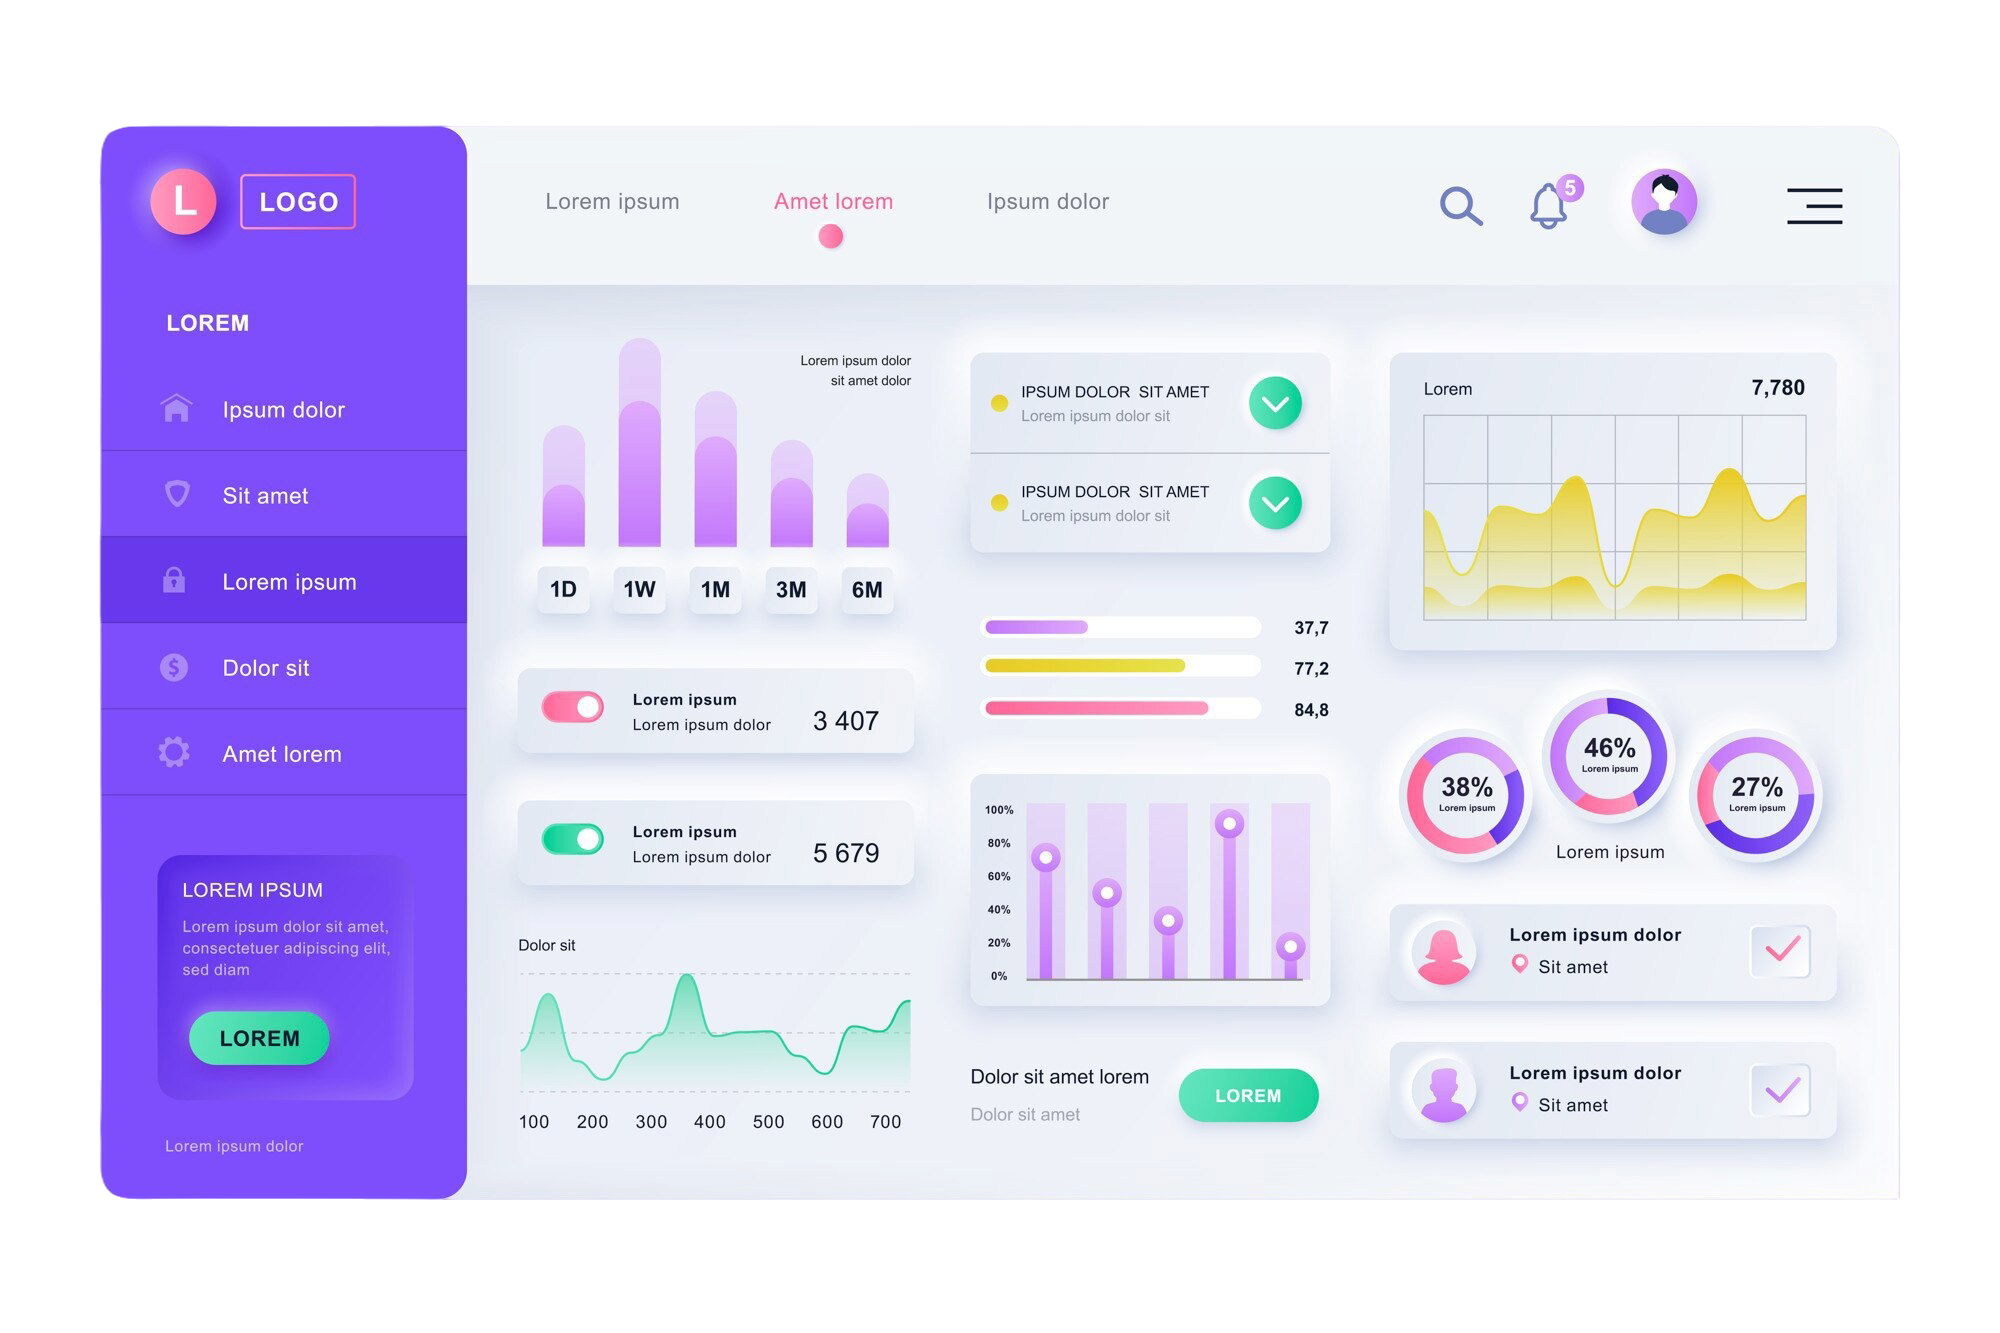 L
LOGO
LOREM
Ipsum dolor
Sit amet
Lorem ipsum
Dolor sit
Amet lorem
LOREM IPSUM
Lorem ipsum dolor sit amet,
consectetuer adipiscing elit,
sed diam
LOREM
Lorem ipsum dolor
Lorem ipsum
Amet lorem
Ipsum dolor
5
Lorem ipsum dolor
sit amet dolor
1D 1W 1M 3M 6M
Lorem ipsum
Lorem ipsum dolor
3 407
Lorem ipsum
Lorem ipsum dolor
5 679
Dolor sit
100 200 300 400 500 600 700
IPSUM DOLOR SIT AMET
Lorem ipsum dolor sit
IPSUM DOLOR SIT AMET
Lorem ipsum dolor sit
37,7
77,2
84,8
100%
80%
60%
40%
20%
0%
Dolor sit amet lorem
Dolor sit amet
LOREM
Lorem
7,780
38%
Lorem ipsum
46%
Lorem ipsum
27%
Lorem ipsum
Lorem ipsum
Lorem ipsum dolor
Sit amet
Lorem ipsum dolor
Sit amet